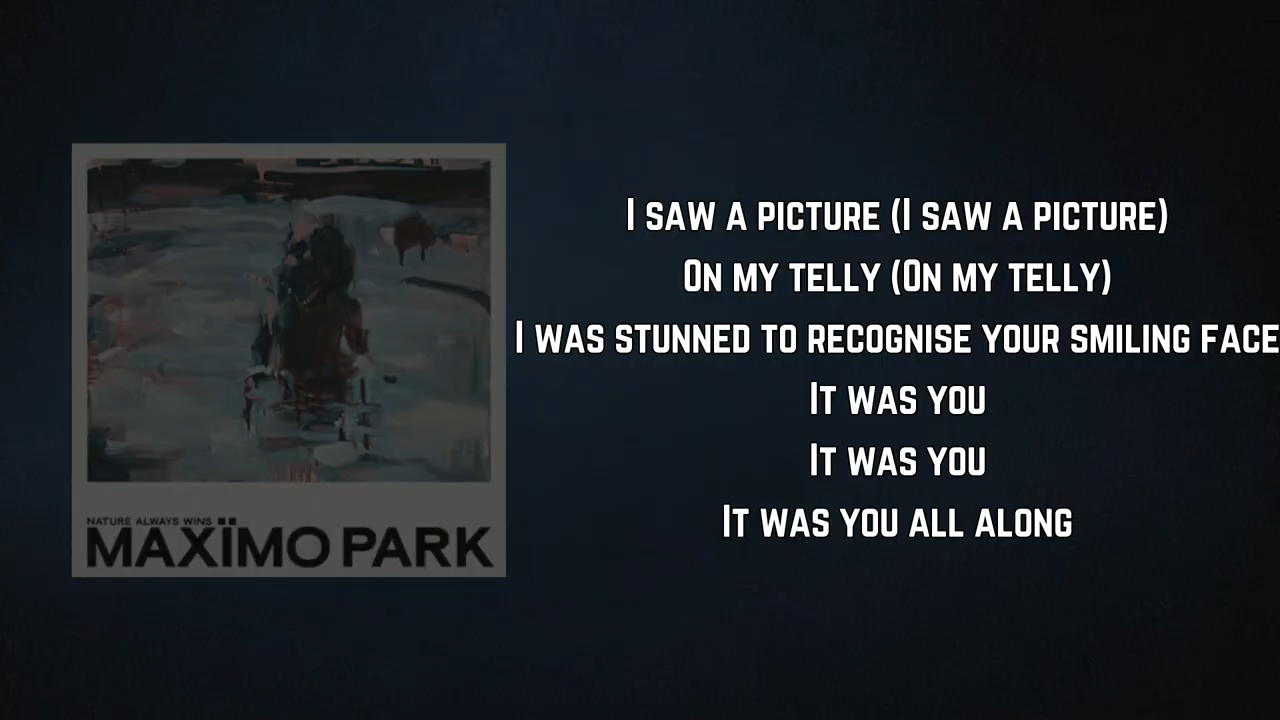 NATURE ALWAYS WINS
MAXÏMO PARK
I SAW A PICTURE (I SAW A PICTURE)
ON MY TELLY (ON MY TELLY)
I WAS STUNNED TO RECOGNISE YOUR SMILING FACE
IT WAS YOU
IT WAS YOU
IT WAS YOU ALL ALONG